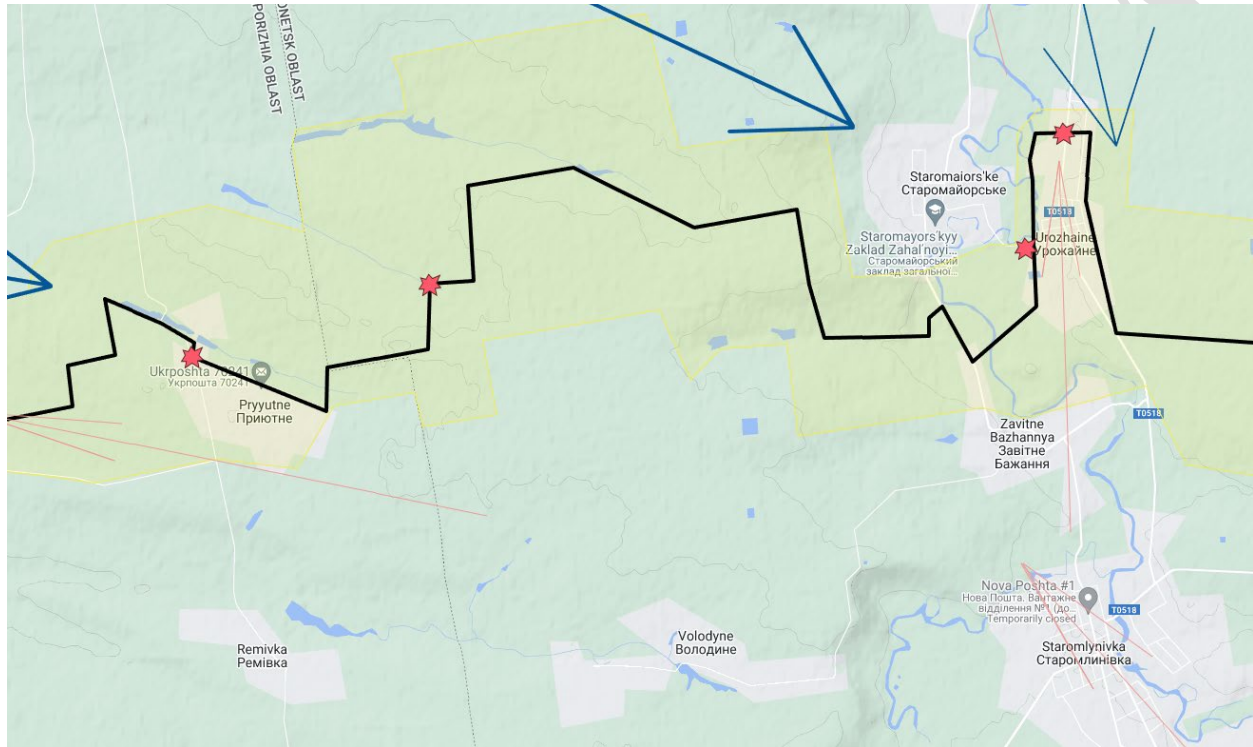 DONETSK OBLAST
ZAPORIZHIA OBLAST
Staromaiors'ke
Старомайорське
T0518
Staromayors'kyy
Zaklad Zahal'noyi...
Старомайорський
заклад загальної...
Urozhaine
Урожайне
Ukrposhta 70241
Укрпошта 70241
Pryyutne
Приютне
T0518
Zavitne
Bazhannya
Завітне
Бажання
Nova Poshta #1
Нова Пошта. Вантажне
відділення №1 (до...
Temporarily closed
T0518
Remivka
Ремівка
Volodyne
Володине
Staromlynivka
Старомлинівка